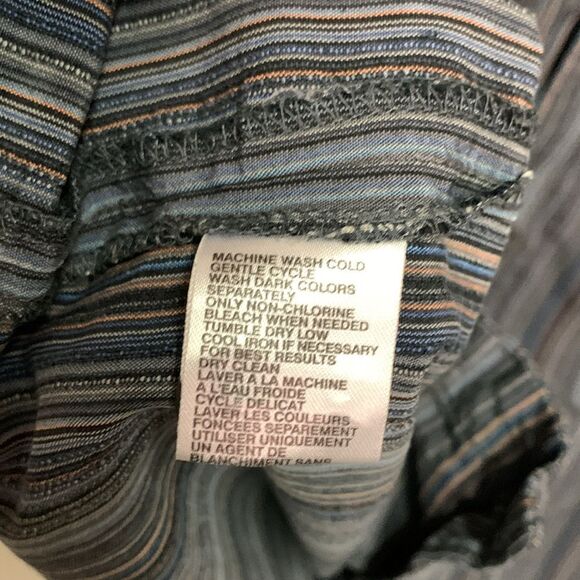 MACHINE WASH COLD
GENTLE CYCLE
WASH DARK COLORS
SEPARATELY
ONLY NON-CHLORINE
BLEACH WHEN NEEDED
TUMBLE DRY LOW
COOL IRON IF NECESSARY
FOR BEST RESULTS
DRY CLEAN
LAVER A LA MACHINE
A L'EAU FROIDE
CYCLE DELICAT
LAVER LES COULEURS
FONCEES SEPAREMENT
UTILISER UNIQUEMENT
UN AGENT DE
BLANCHIMENT SANS